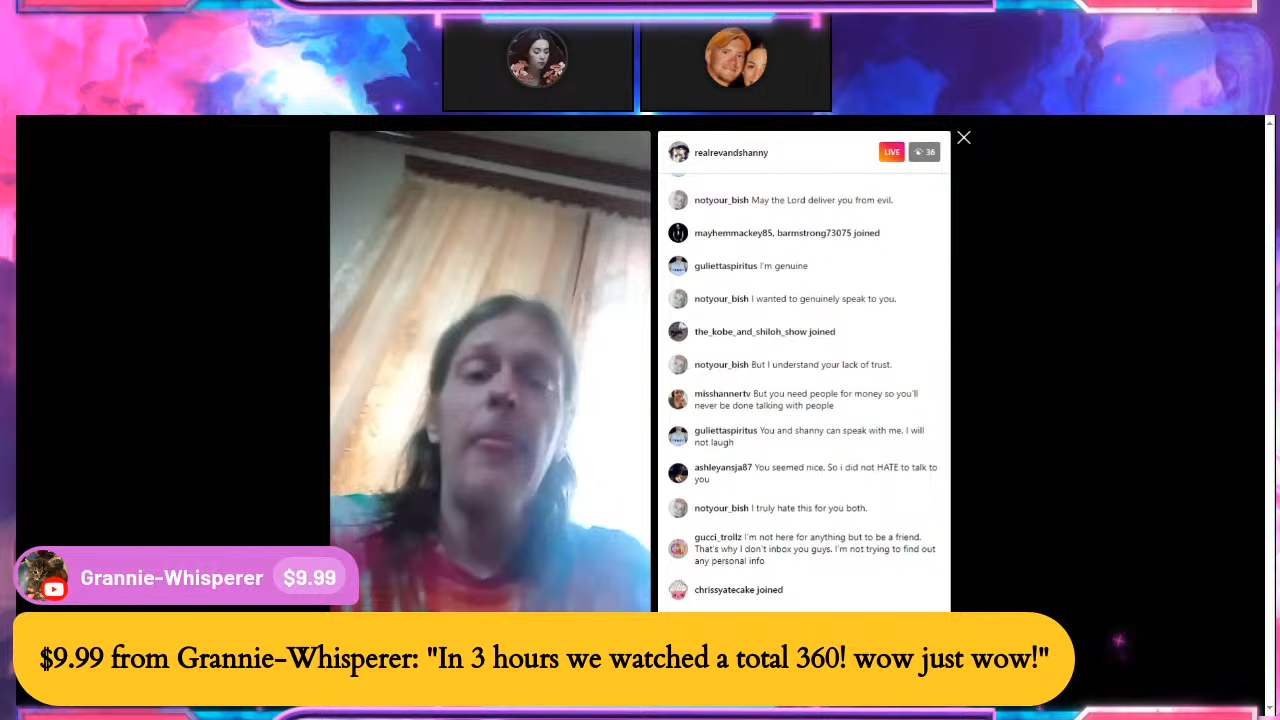 realrevandshanny LIVE 36
notyour_bish May the Lord deliver you from evil.
mayhemmackey85, barmstrong73075 joined
guliettaspiritus I'm genuine
notyour_bish I wanted to genuinely speak to you.
the_kobe_and_shiloh_show joined
notyour_bish But I understand your lack of trust.
misshannertv But you need people for money so you'll
never be done talking with people
guliettaspiritus You and shanny can speak with me. I will
not laugh
ashleyansja87 You seemed nice. So i did not HATE to talk to
you
notyour_bish I truly hate this for you both.
gucci_trollz I'm not here for anything but to be a friend.
That's why I don't inbox you guys. I'm not trying to find out
any personal info
chrissyatecake joined
Grannie-Whisperer $9.99
$9.99 from Grannie-Whisperer: "In 3 hours we watched a total 360! wow just wow!"